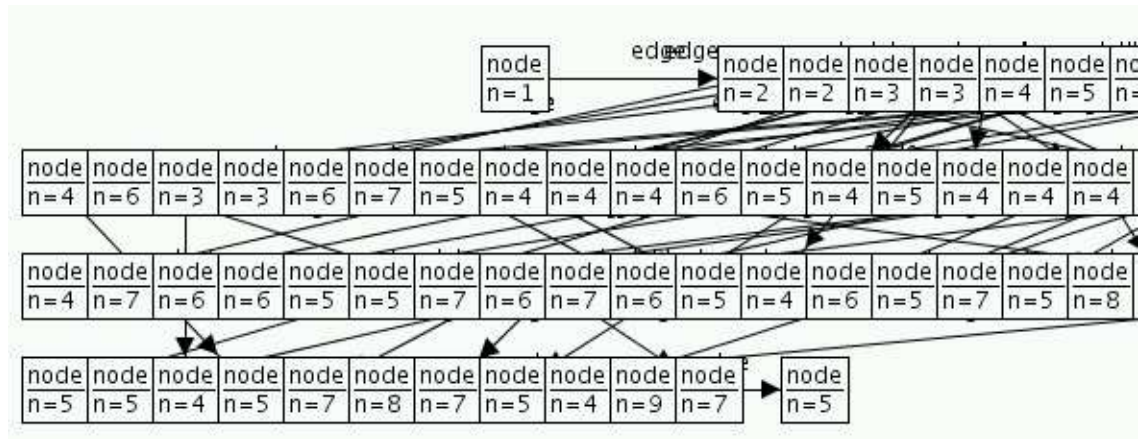 edge edge
node node node node node node node
n=1 n=2 n=2 n=3 n=3 n=4 n=5
node node node node node node node node node node node node node node node node node
n=4 n=6 n=3 n=3 n=6 n=7 n=5 n=4 n=4 n=4 n=6 n=5 n=4 n=5 n=4 n=4 n=4
node node node node node node node node node node node node node node node node node
n=4 n=7 n=6 n=6 n=5 n=5 n=7 n=6 n=7 n=6 n=5 n=4 n=6 n=5 n=7 n=5 n=8
node node node node node node node node node node node node
n=5 n=5 n=4 n=5 n=7 n=8 n=7 n=5 n=4 n=9 n=7 n=5